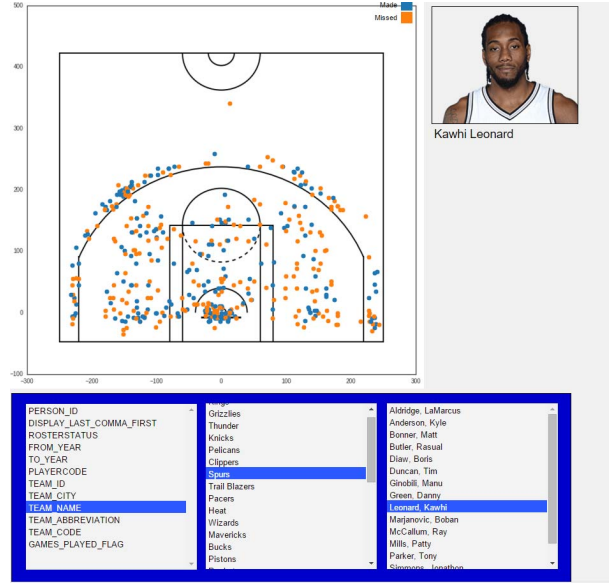 500
Made
Missed
400
300
200
100
0
−100
−300
−200
−100
0
100
200
300
Kawhi Leonard
PERSON_ID
DISPLAY_LAST_COMMA_FIRST
ROSTERSTATUS
FROM_YEAR
TO_YEAR
PLAYERCODE
TEAM_ID
TEAM_CITY
TEAM_NAME
TEAM_ABBREVIATION
TEAM_CODE
GAMES_PLAYED_FLAG
Grizzlies
Thunder
Knicks
Pelicans
Clippers
Spurs
Trail Blazers
Pacers
Heat
Wizards
Mavericks
Bucks
Pistons
Aldridge, LaMarcus
Anderson, Kyle
Bonner, Matt
Butler, Rasual
Diaw, Boris
Duncan, Tim
Ginobili, Manu
Green, Danny
Leonard, Kawhi
Marjanovic, Boban
McCallum, Ray
Mills, Patty
Parker, Tony
Simmons, Jonathon